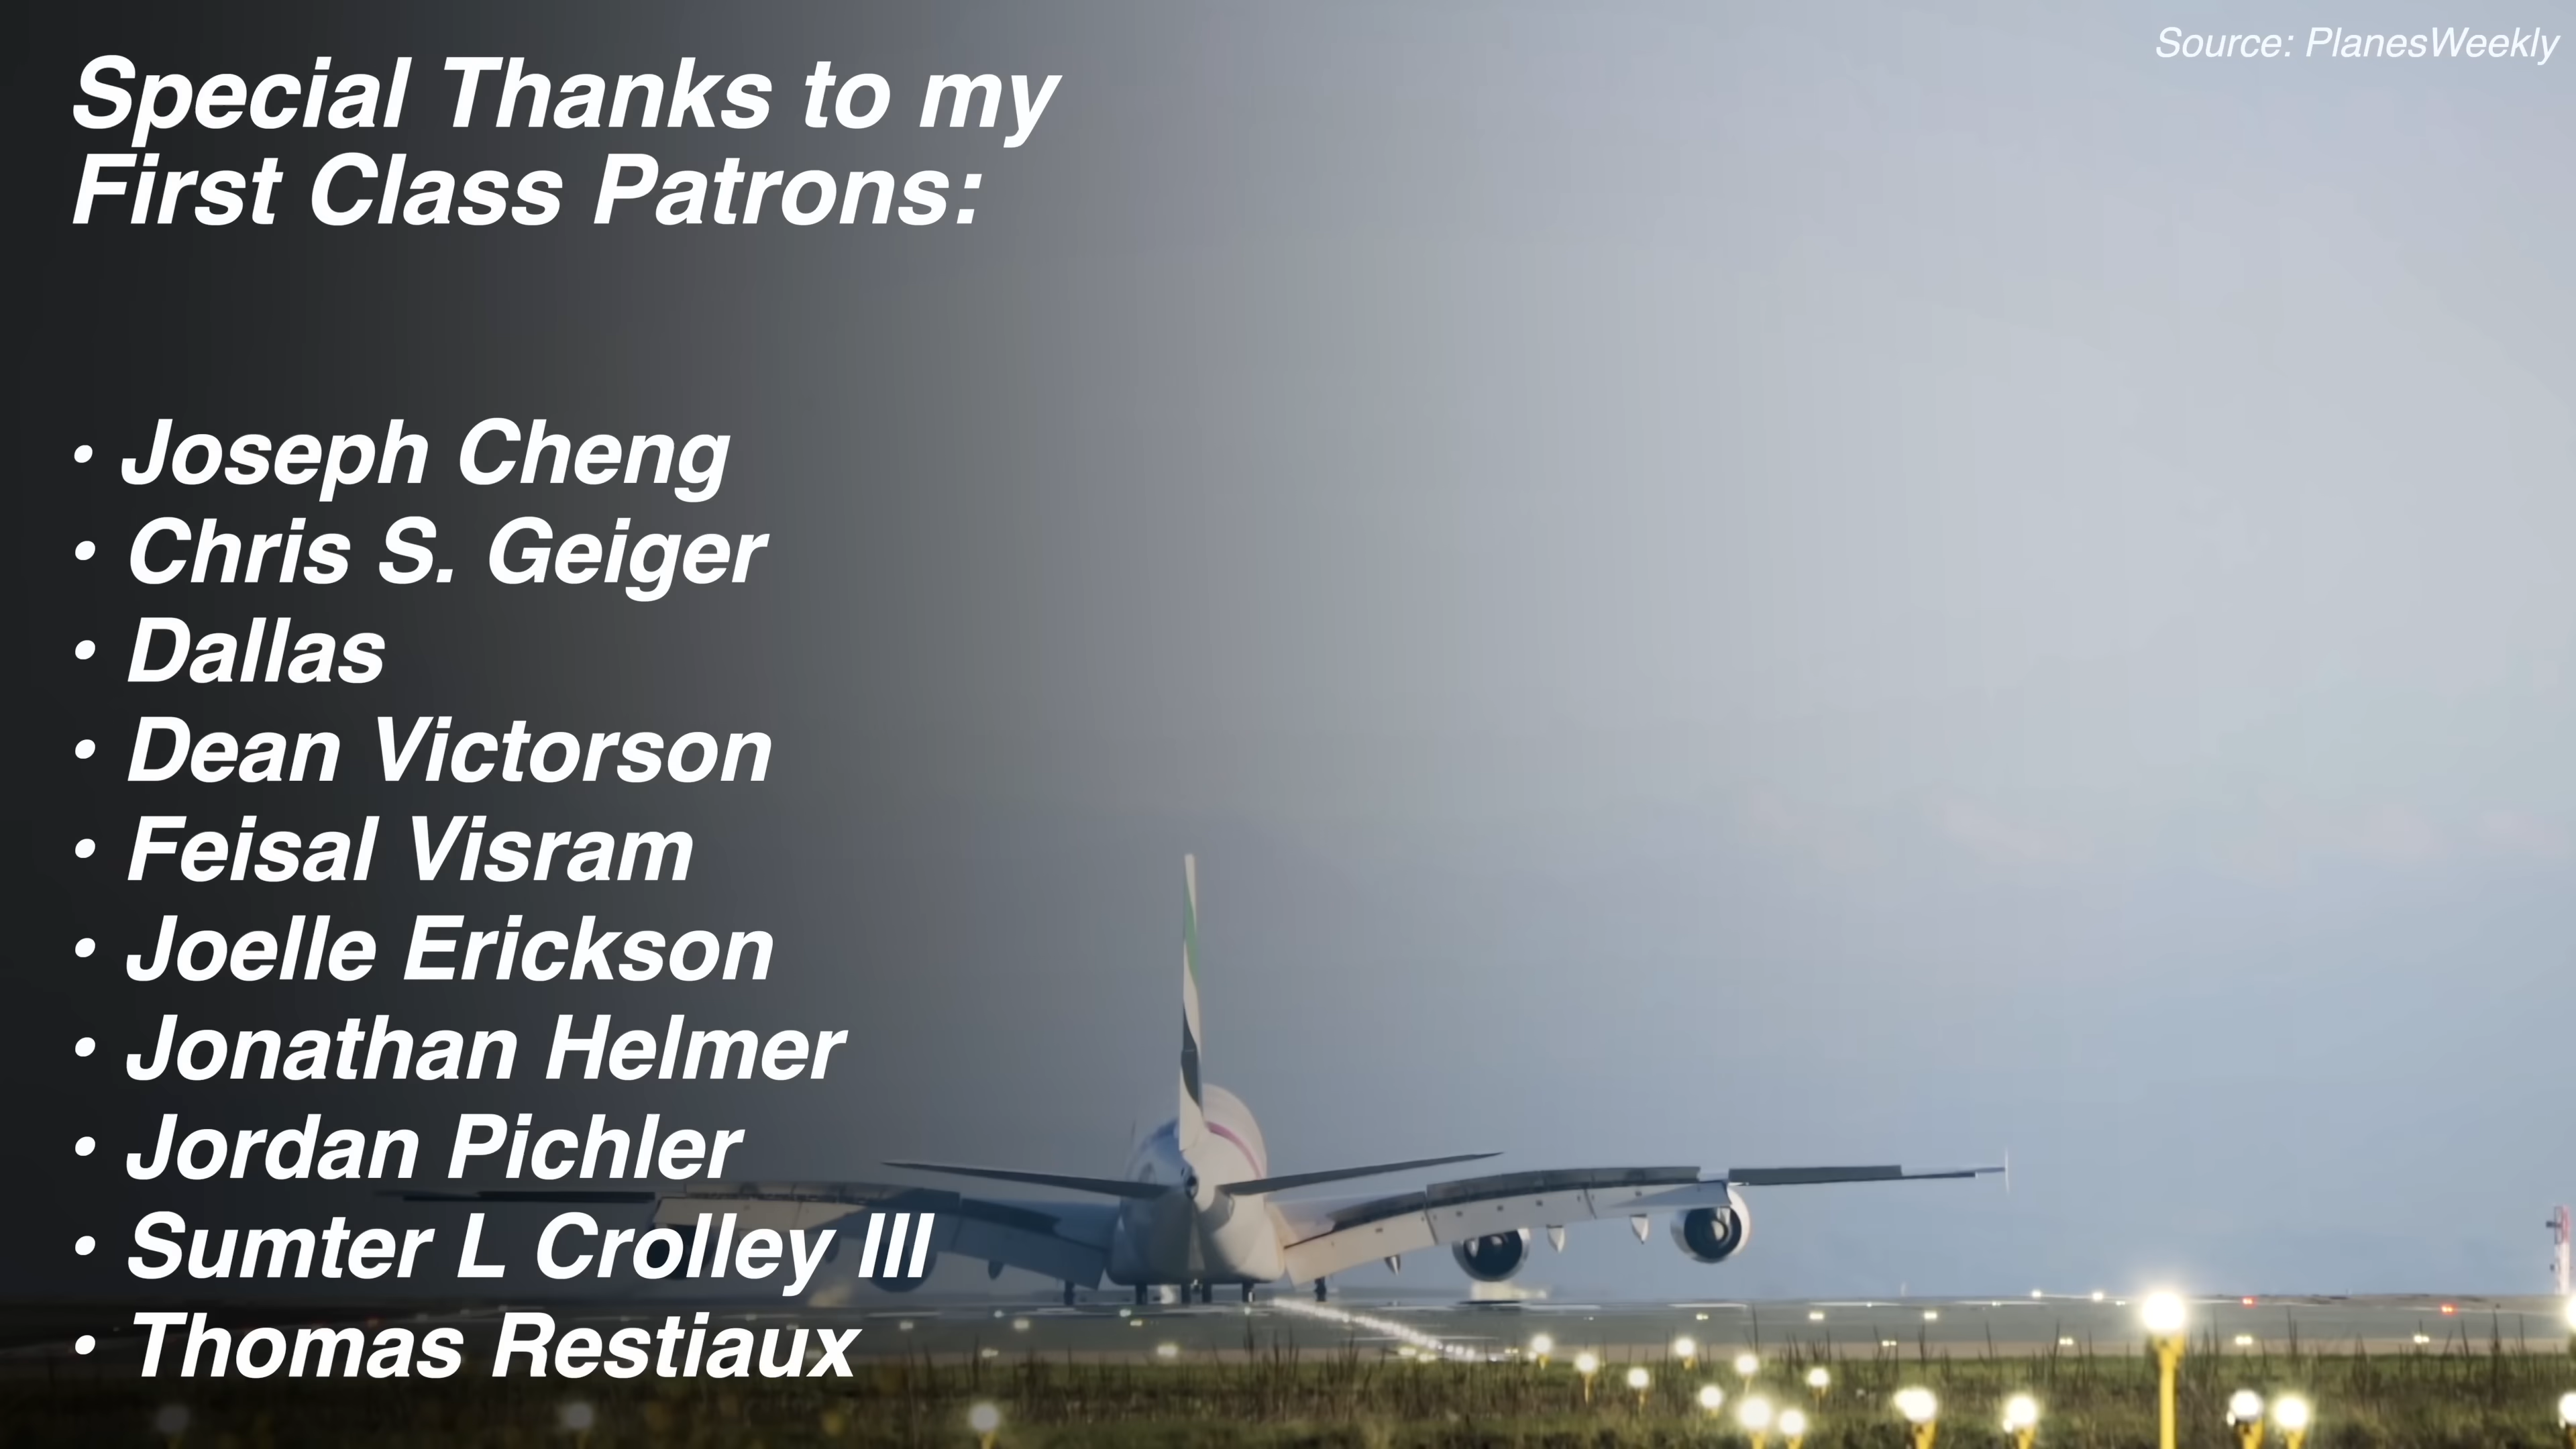 Source: PlanesWeekly
Special Thanks to my
First Class Patrons:
• Joseph Cheng
• Chris S. Geiger
• Dallas
• Dean Victorson
• Feisal Visram
• Joelle Erickson
• Jonathan Helmer
• Jordan Pichler
• Sumter L Crolley III
• Thomas Restiaux